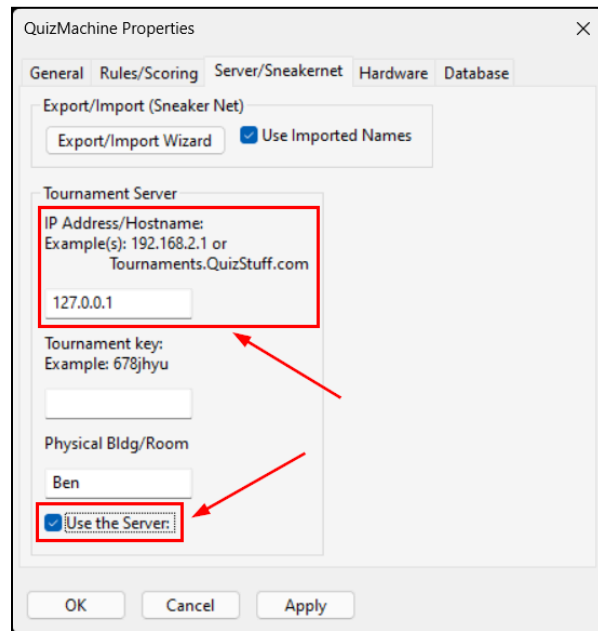 QuizMachine Properties
General Rules/Scoring Server/Sneakernet Hardware Database
Export/Import (Sneaker Net)
Export/Import Wizard Use Imported Names
Tournament Server
IP Address/Hostname:
Example(s): 192.168.2.1 or
Tournaments.QuizStuff.com
127.0.0.1
Tournament key:
Example: 678jhyu
Physical Bldg/Room
Ben
Use the Server:
OK Cancel Apply